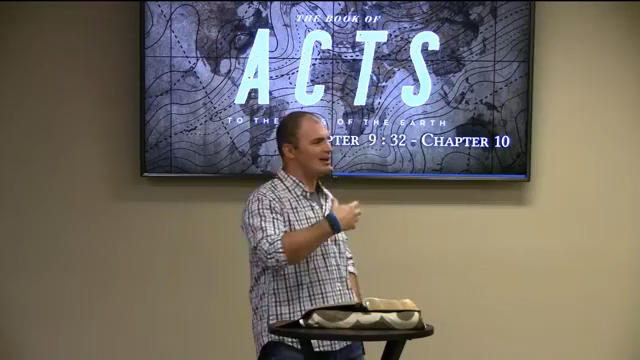 THE BOOK OF
ACTS
TO THE OF THE EARTH
9 : 32 - CHAPTER 10